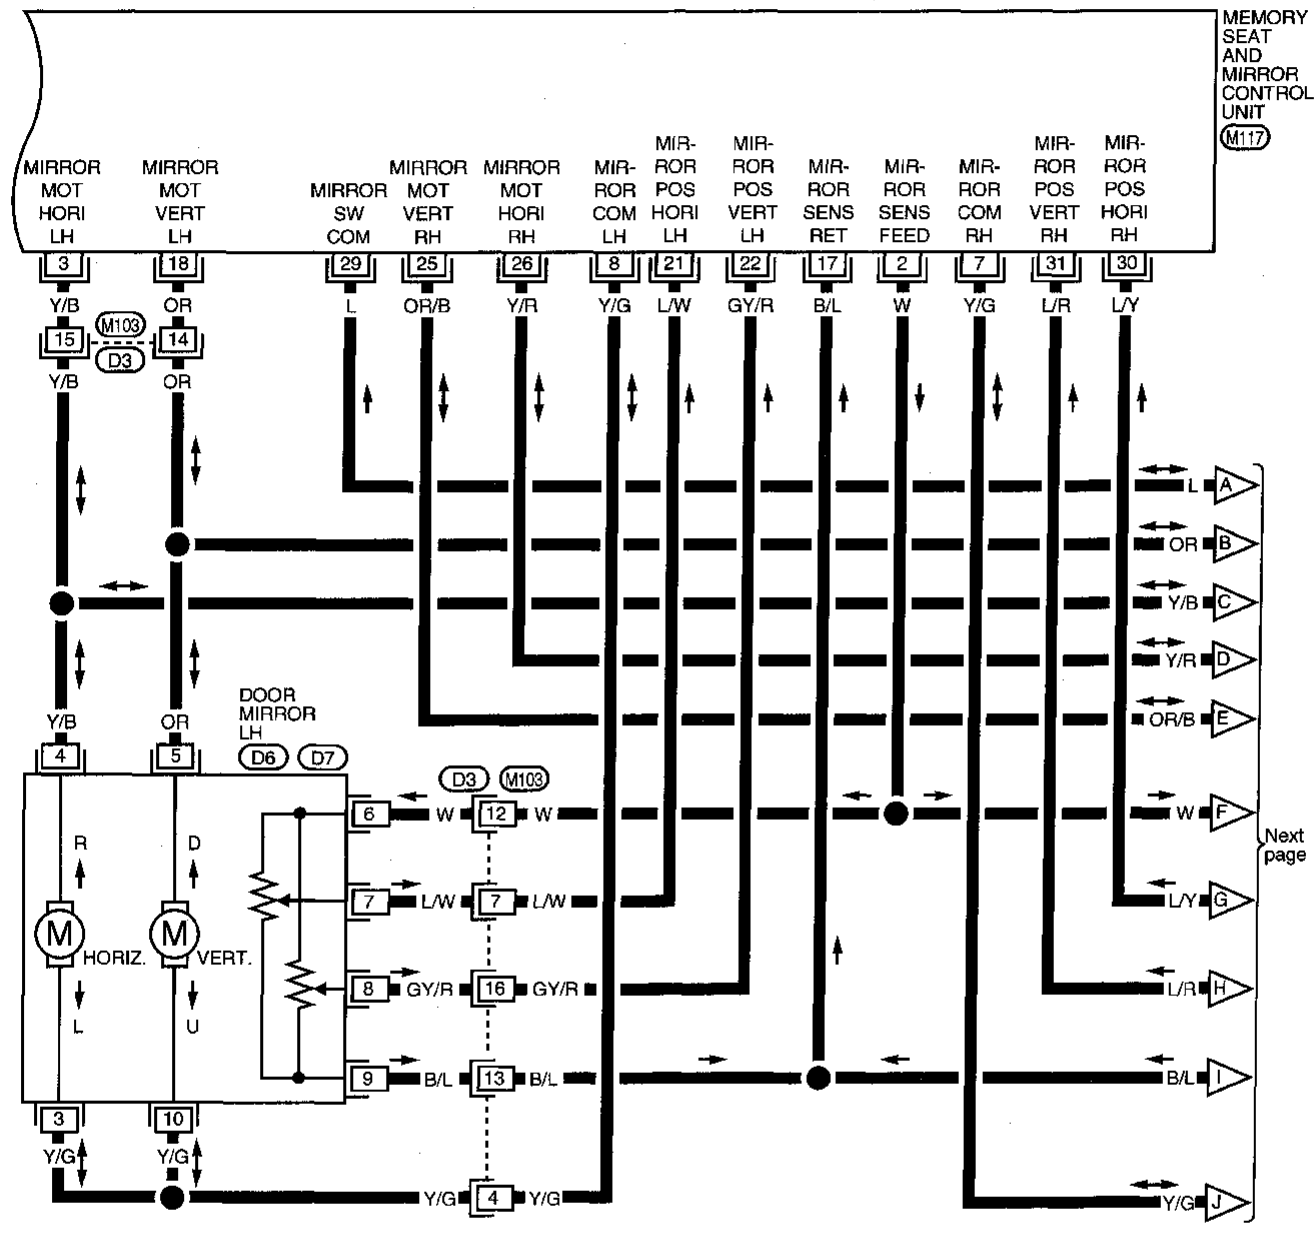 MEMORY
SEAT
AND
MIRROR
CONTROL
UNIT
M117
MIRROR
MOT
HORI
LH
MIRROR
MOT
VERT
LH
MIRROR
SW
COM
MIRROR
MOT
VERT
RH
MIRROR
MOT
HORI
RH
MIR-
ROR
COM
LH
MIR-
ROR
POS
HORI
LH
MIR-
ROR
POS
VERT
LH
MIR-
ROR
SENS
RET
MIR-
ROR
SENS
FEED
MIR-
ROR
COM
RH
MIR-
ROR
POS
VERT
RH
MIR-
ROR
POS
HORI
RH
3 18 29 25 26 8 21 22 17 2 7 31 30
Y/B OR L OR/B Y/R Y/G L/W GY/R B/L W Y/G L/R L/Y
15 M103 14
D3
Y/B OR
L A
OR B
Y/B C
Y/R D
OR/B E
Y/B OR
DOOR
MIRROR
LH
D6 D7
4 5
D3 M103
6 W 12 W W F
Next
page
R D
7 L/W 7 L/W L/Y G
M HORIZ. M VERT.
8 GY/R 16 GY/R L/R H
L U
9 B/L 13 B/L B/L I
3 10
Y/G Y/G
Y/G 4 Y/G Y/G J